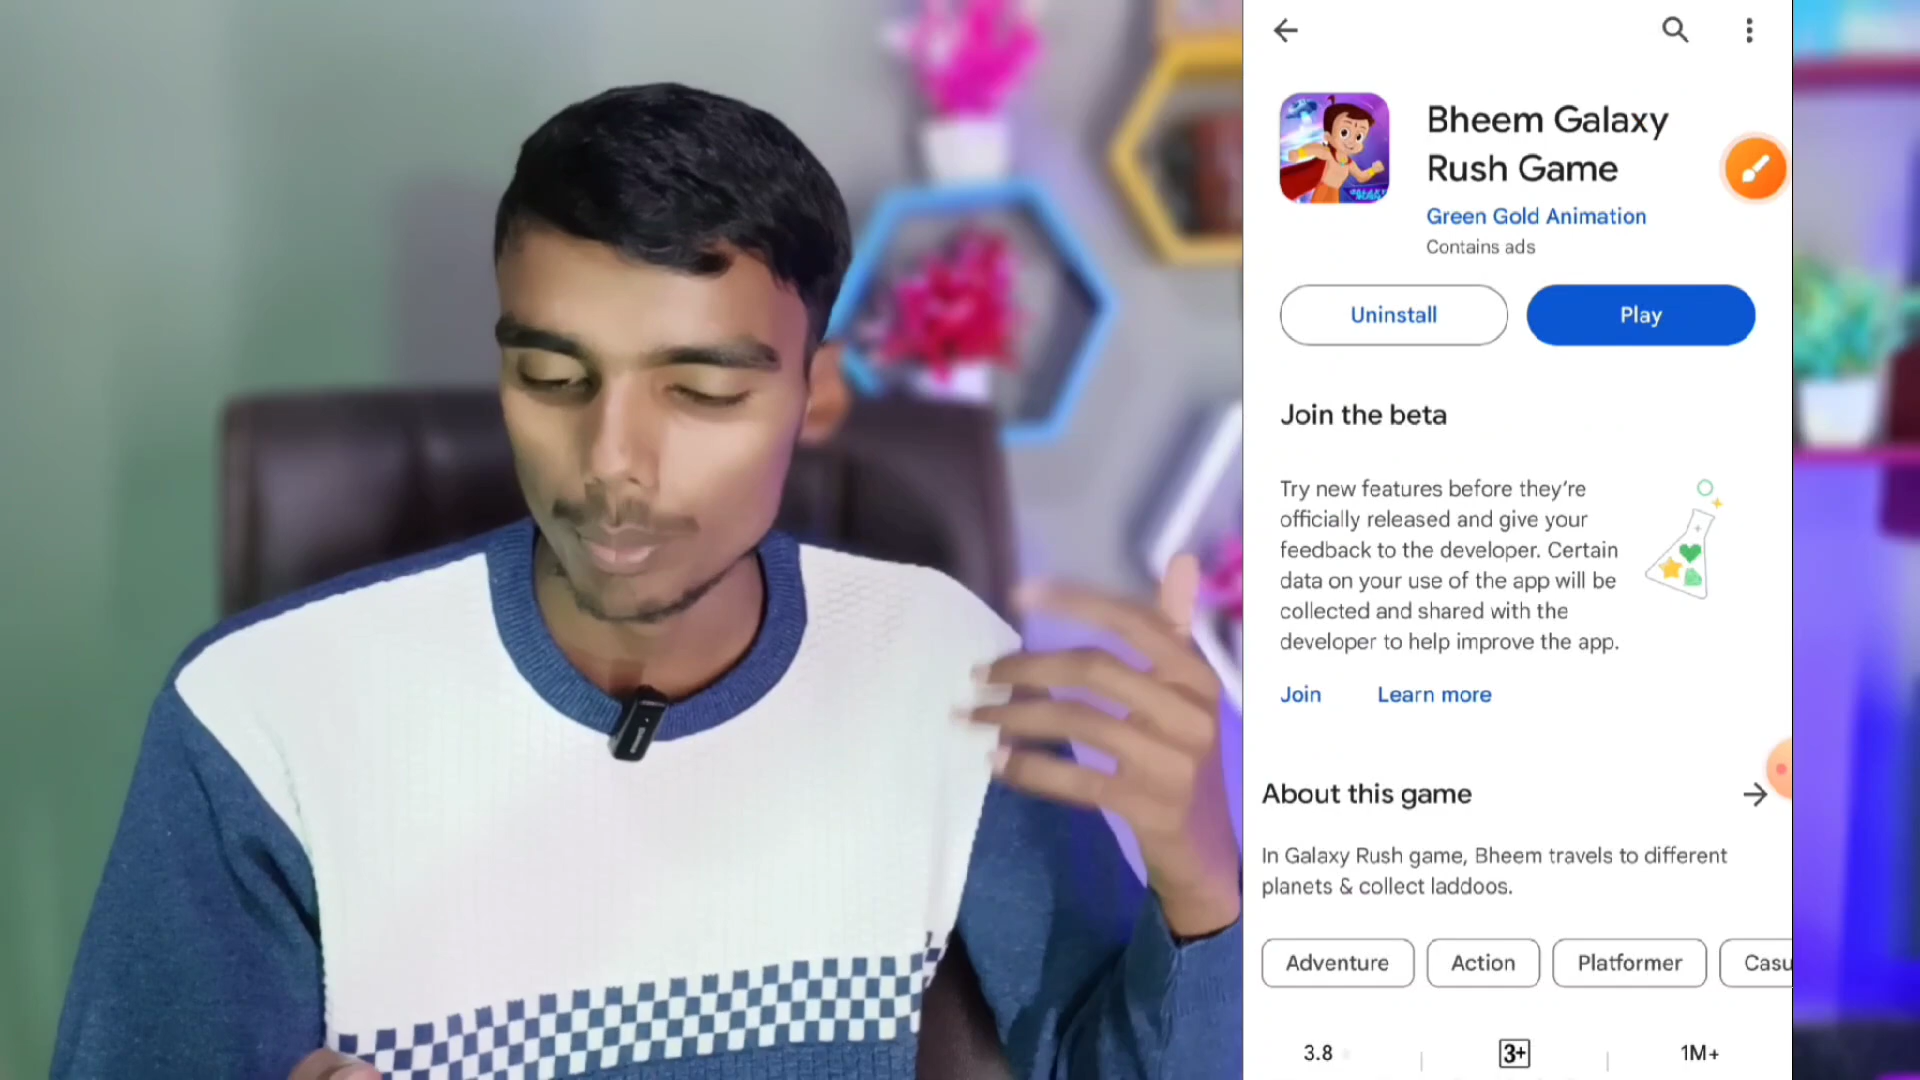 Bheem Galaxy
Rush Game
Green Gold Animation
Contains ads
Uninstall
Play
Join the beta
Try new features before they're
officially released and give your
feedback to the developer. Certain
data on your use of the app will be
collected and shared with the
developer to help improve the app.
Join
Learn more
About this game
In Galaxy Rush game, Bheem travels to different
planets & collect laddoos.
Adventure
Action
Platformer
Casu
3.8
3+
1M+